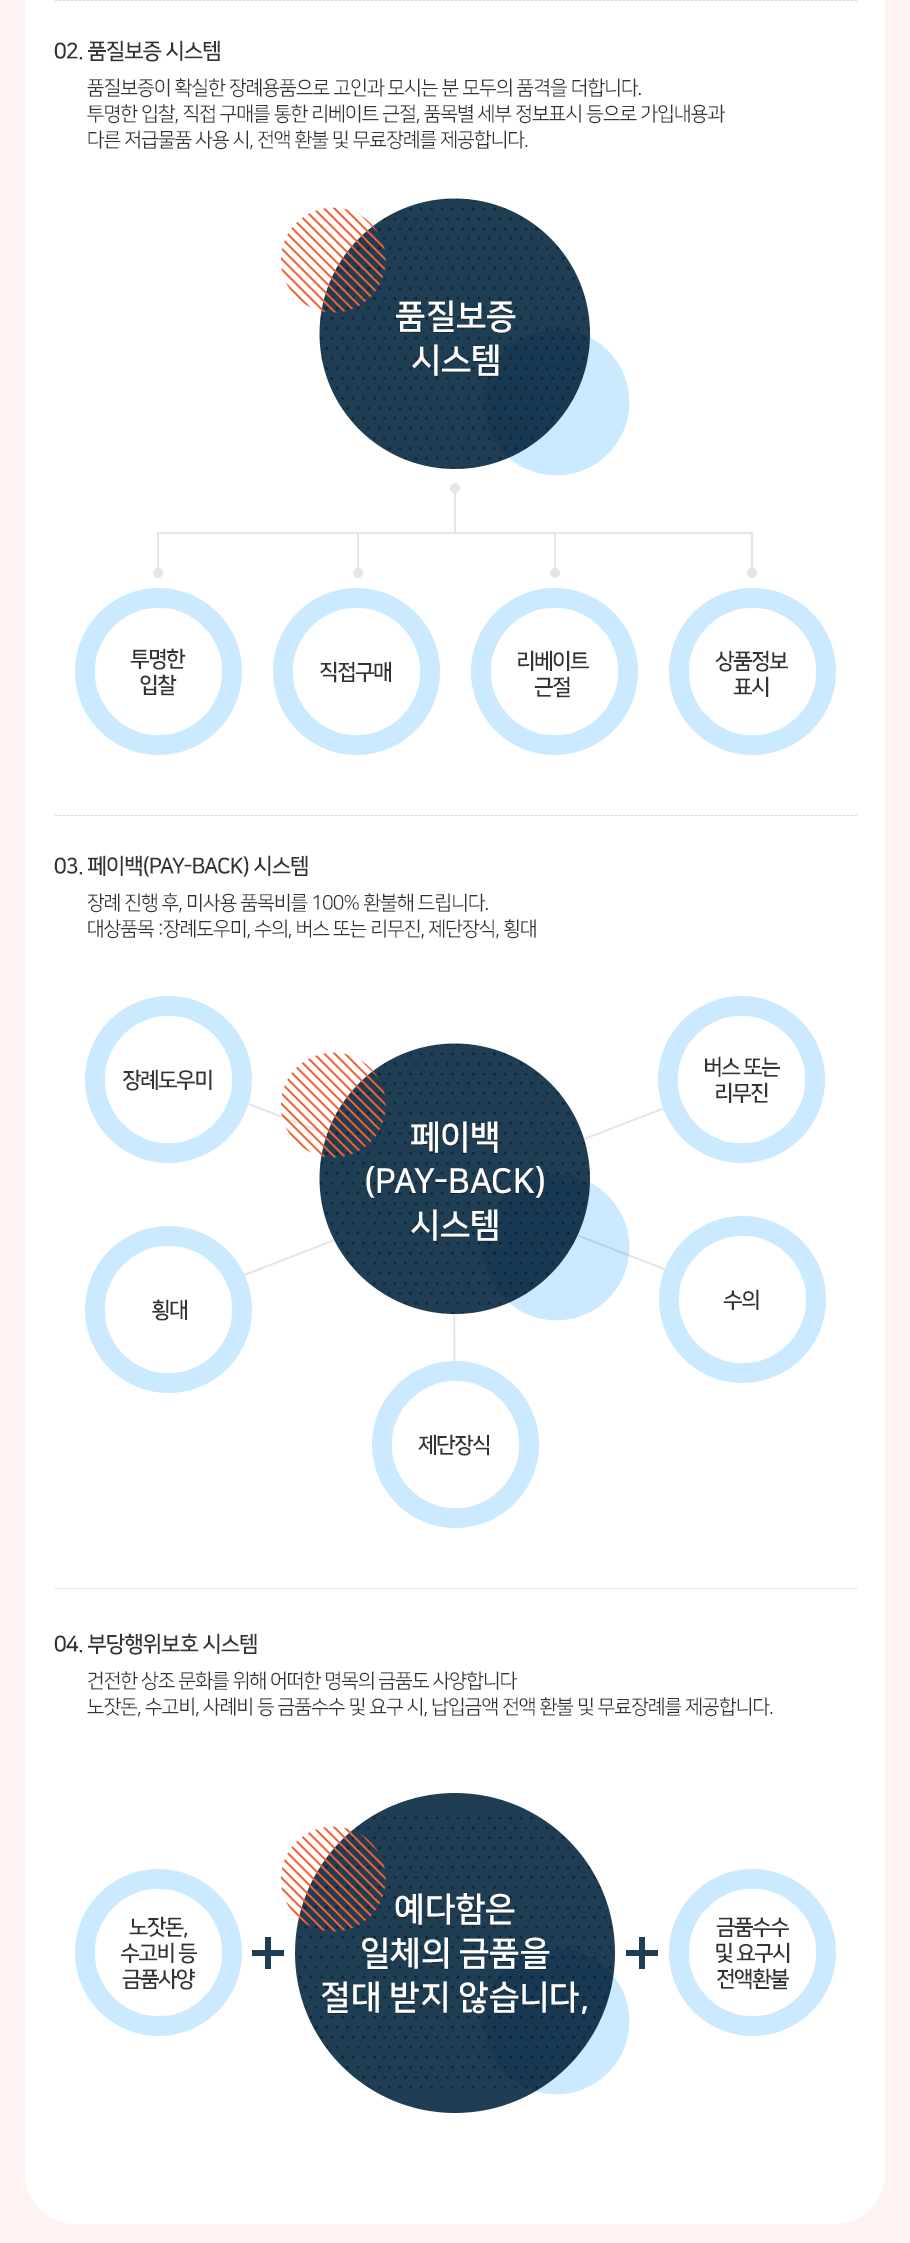 02. 품질보증 시스템
품질보증이 확실한 장례용품으로 고인과 모시는 분 모두의 품격을 더합니다.
투명한 입찰, 직접 구매를 통한 리베이트 근절, 품목별 세부 정보표시 등으로 가입내용과
다른 저급물품 사용 시, 전액 환불 및 무료장례를 제공합니다.
품질보증
시스템
투명한
입찰
직접구매
리베이트
근절
상품정보
표시
03. 페이백(PAY-BACK) 시스템
장례 진행 후, 미사용 품목비를 100% 환불해 드립니다.
대상품목 :장례도우미, 수의, 버스 또는 리무진, 제단장식, 횡대
장례도우미
버스 또는
리무진
페이백
(PAY-BACK)
시스템
횡대
수의
제단장식
04. 부당행위보호 시스템
건전한 상조 문화를 위해 어떠한 명목의 금품도 사양합니다
노잣돈, 수고비, 사례비 등 금품수수 및 요구 시, 납입금액 전액 환불 및 무료장례를 제공합니다.
노잣돈,
수고비 등
금품사양
+
예다함은
일체의 금품을
절대 받지 않습니다,
+
금품수수
및 요구시
전액환불